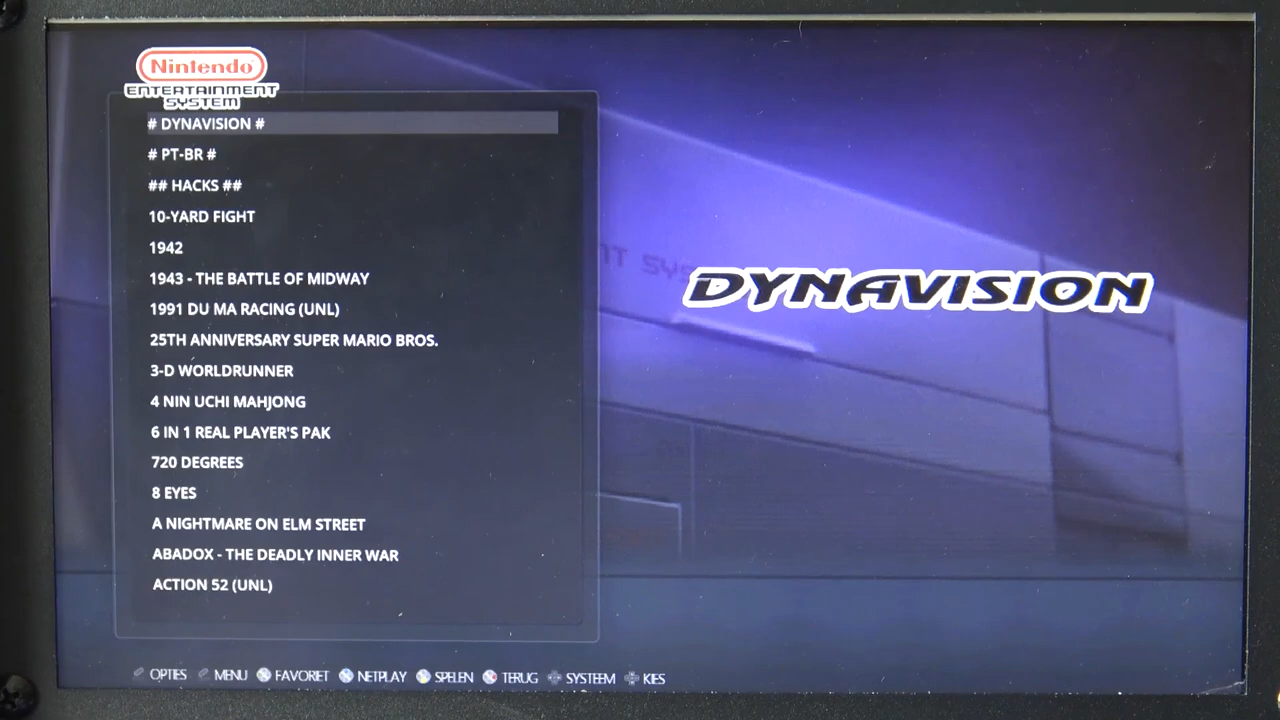 Nintendo
ENTERTAINMENT
SYSTEM
# DYNAVISION #
# PT-BR #
## HACKS ##
10-YARD FIGHT
1942
1943 - THE BATTLE OF MIDWAY
1991 DU MA RACING (UNL)
25TH ANNIVERSARY SUPER MARIO BROS.
3-D WORLDRUNNER
4 NIN UCHI MAHJONG
6 IN 1 REAL PLAYER'S PAK
720 DEGREES
8 EYES
A NIGHTMARE ON ELM STREET
ABADOX - THE DEADLY INNER WAR
ACTION 52 (UNL)
NT SYS
DYNAVISION
OPTIES MENU FAVORIET NETPLAY SPELEN TERUG SYSTEEM KIES